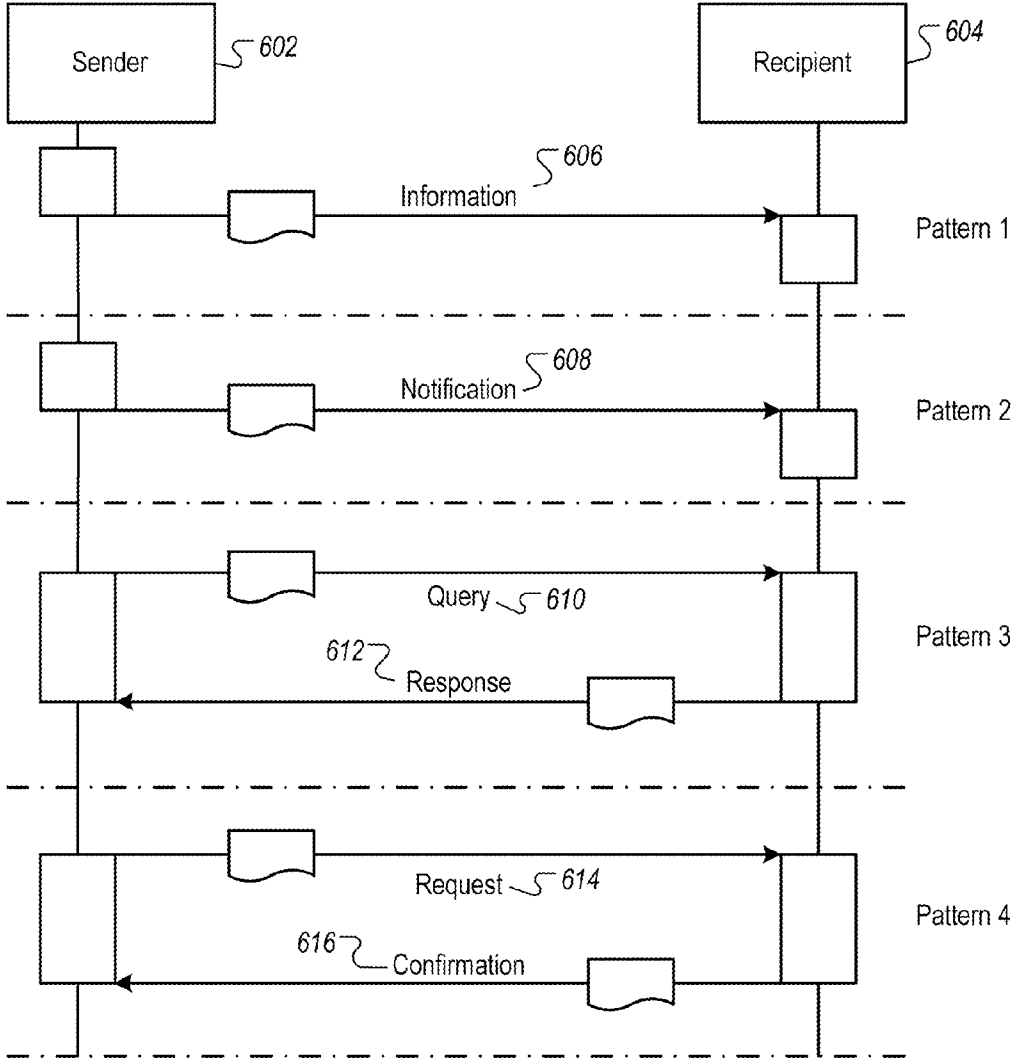 Sender
602
Recipient
604
606
Information
Pattern 1
608
Notification
Pattern 2
Query
610
612
Response
Pattern 3
Request
614
616
Confirmation
Pattern 4